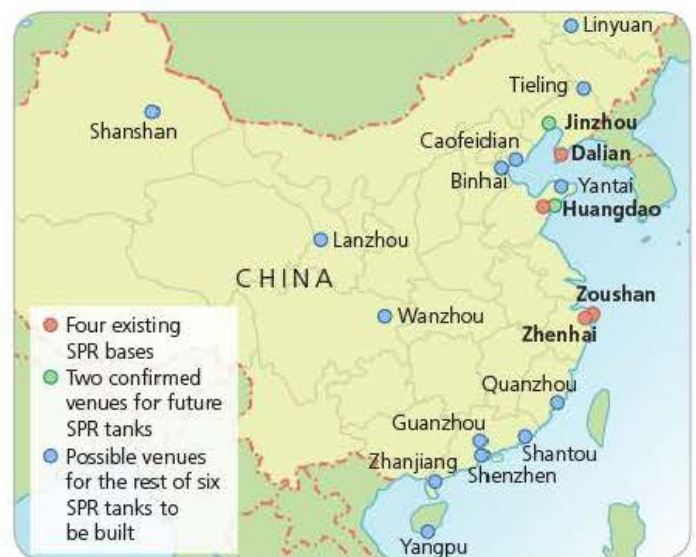 Linyuan
Tieling
Shanshan
Jinzhou
Caofeidian
Dalian
Binhai
Yantai
Huangdao
Lanzhou
CHINA
Zoushan
Wanzhou
Zhenhai
Quanzhou
Guanzhou
Shantou
Zhanjiang
Shenzhen
Yangpu
Four existing
SPR bases
Two confirmed
venues for future
SPR tanks
Possible venues
for the rest of six
SPR tanks to
be built